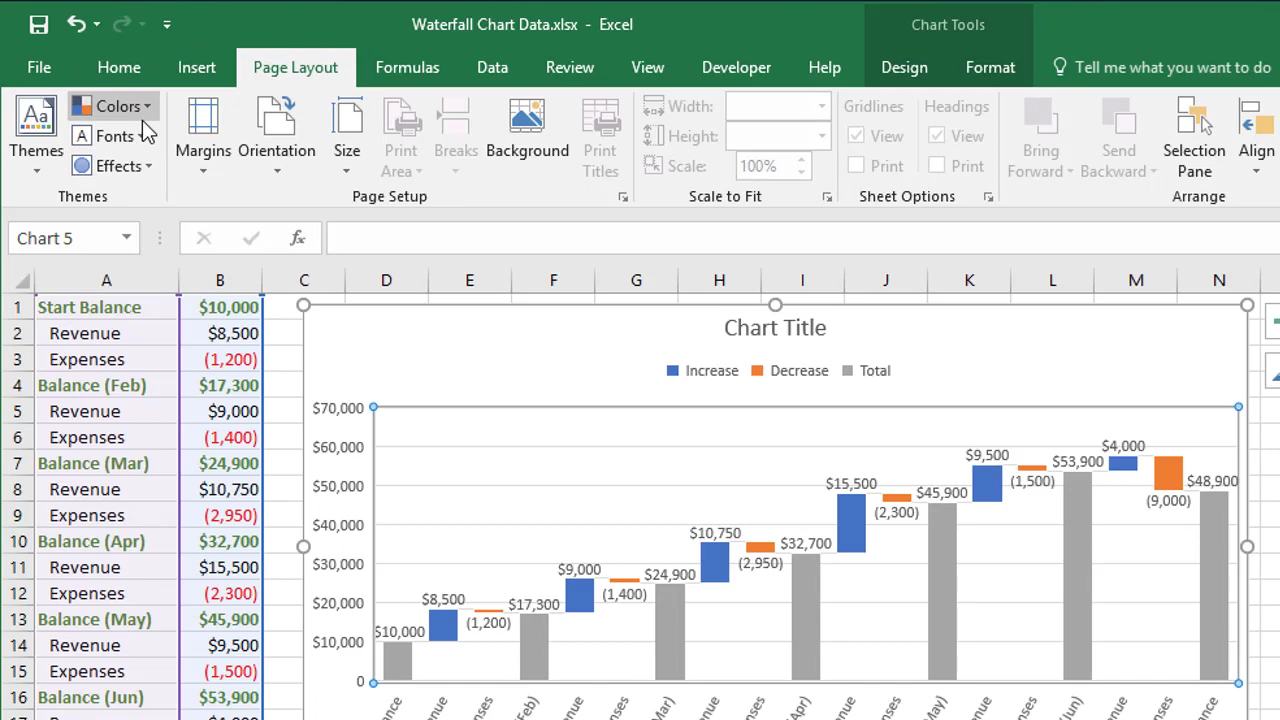 Waterfall Chart Data.xlsx - Excel
Chart Tools
File
Home
Insert
Page Layout
Formulas
Data
Review
View
Developer
Help
Design
Format
Tell me what you want to do
Aa
Themes
Colors
A Fonts
Effects
Themes
Margins
Orientation
Size
Print Area
Breaks
Background
Print Titles
Page Setup
Width:
Height:
Scale: 100%
Scale to Fit
Gridlines
View
Print
Headings
View
Print
Sheet Options
Bring Forward
Send Backward
Selection Pane
Align
Arrange
Chart 5
fx
A B C D E F G H I J K L M N
1 Start Balance $10,000
2 Revenue $8,500
3 Expenses (1,200)
4 Balance (Feb) $17,300
5 Revenue $9,000
6 Expenses (1,400)
7 Balance (Mar) $24,900
8 Revenue $10,750
9 Expenses (2,950)
10 Balance (Apr) $32,700
11 Revenue $15,500
12 Expenses (2,300)
13 Balance (May) $45,900
14 Revenue $9,500
15 Expenses (1,500)
16 Balance (Jun) $53,900
Chart Title
Increase Decrease Total
$70,000
$60,000
$50,000
$40,000
$30,000
$20,000
$10,000
0
$10,000
$8,500
(1,200)
$17,300
$9,000
(1,400)
$24,900
$10,750
(2,950)
$32,700
$15,500
(2,300)
$45,900
$9,500
(1,500)
$53,900
$4,000
(9,000)
$48,900